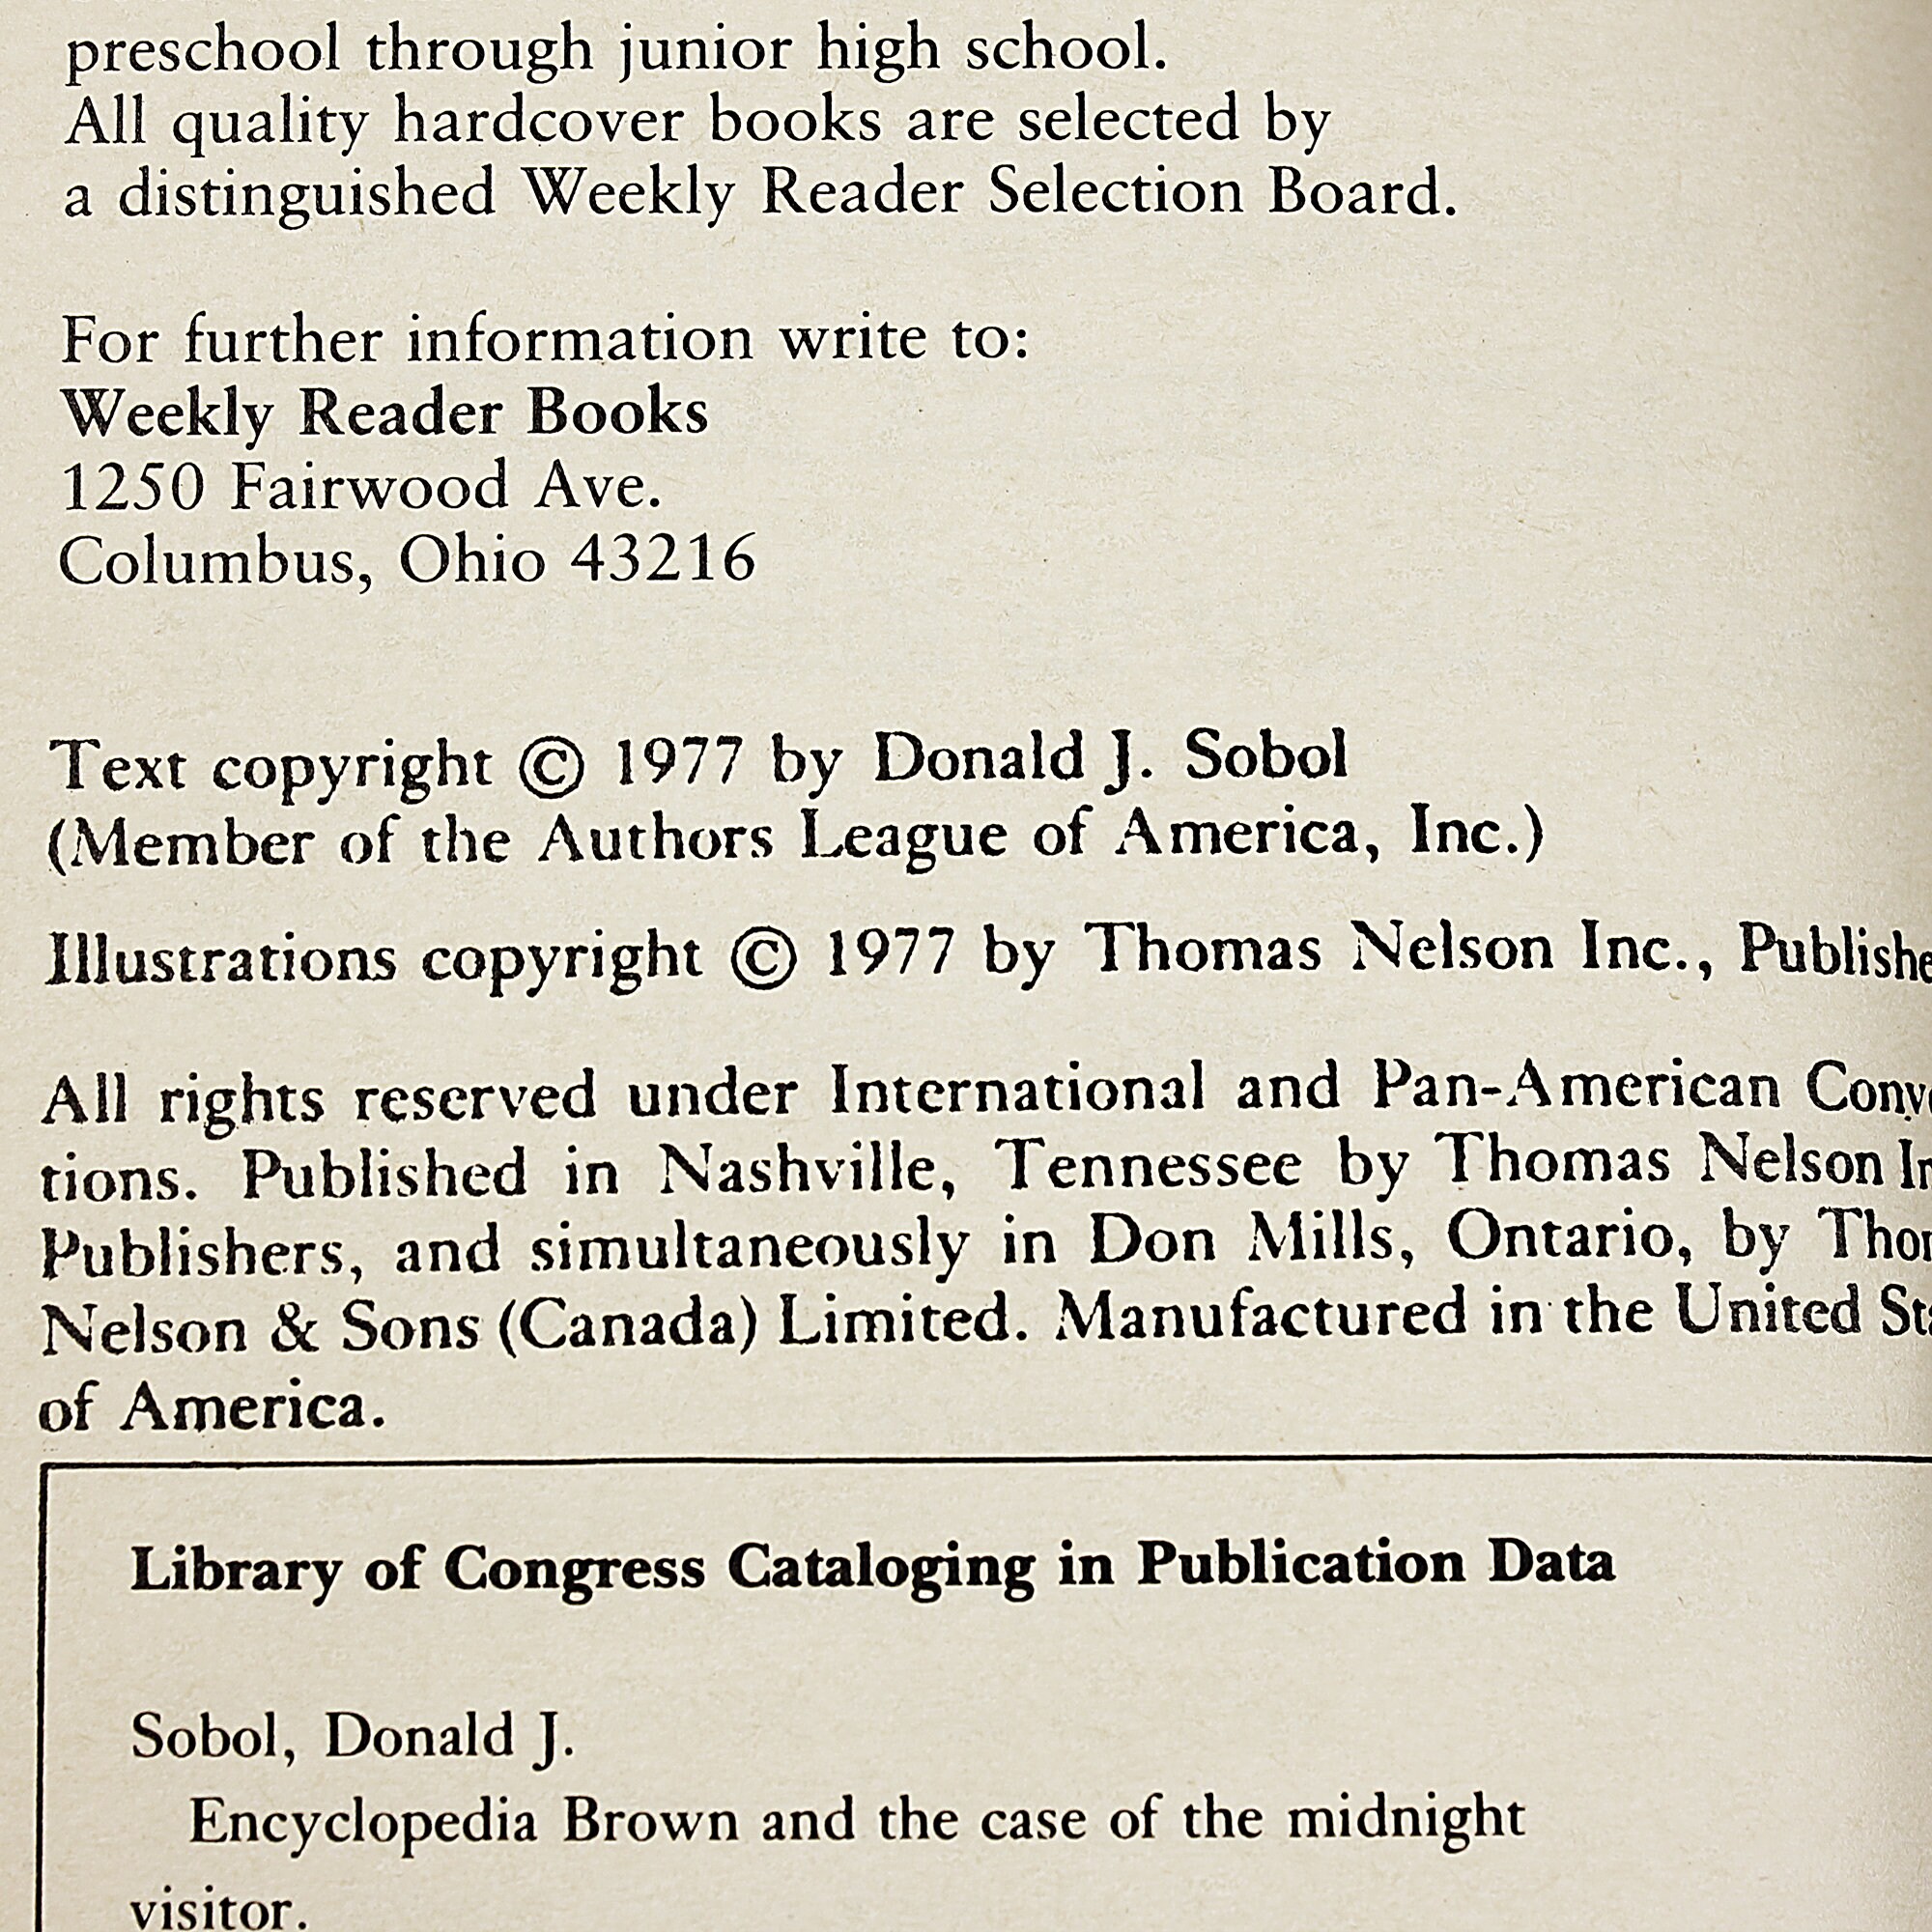 preschool through junior high school.
All quality hardcover books are selected by
a distinguished Weekly Reader Selection Board.
For further information write to:
Weekly Reader Books
1250 Fairwood Ave.
Columbus, Ohio 43216
Text copyright © 1977 by Donald J. Sobol
(Member of the Authors League of America, Inc.)
Illustrations copyright © 1977 by Thomas Nelson Inc., Publishe
All rights reserved under International and Pan-American Conve
tions. Published in Nashville, Tennessee by Thomas Nelson In
Publishers, and simultaneously in Don Mills, Ontario, by Thom
Nelson & Sons (Canada) Limited. Manufactured in the United Sta
of America.
Library of Congress Cataloging in Publication Data
Sobol, Donald J.
Encyclopedia Brown and the case of the midnight
visitor.